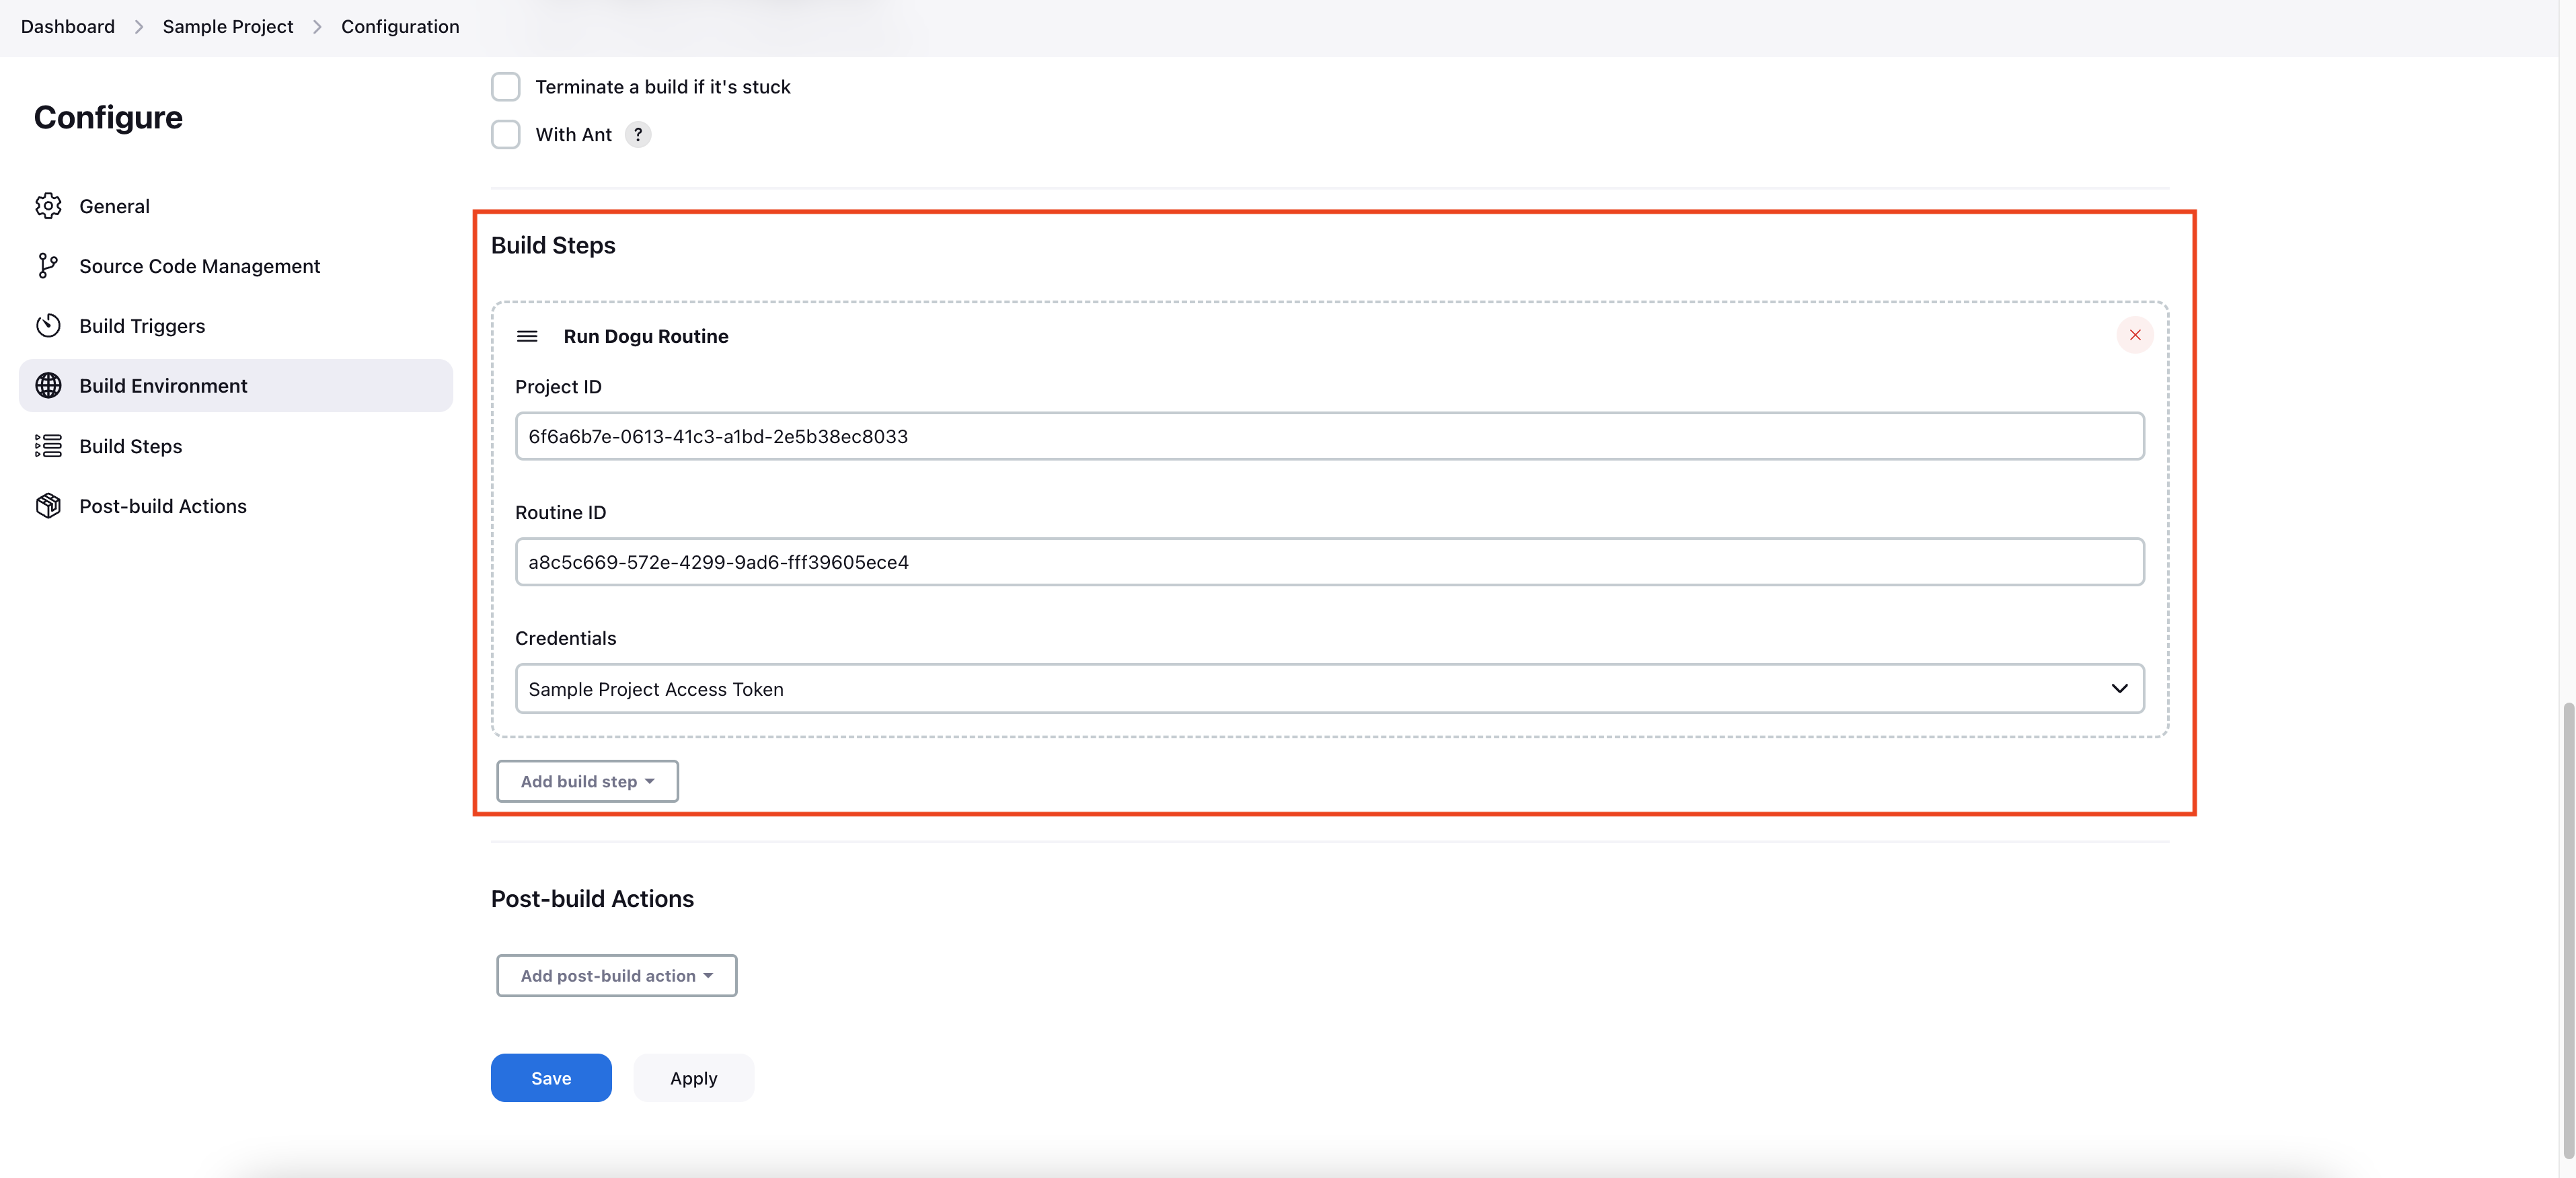 Dashboard > Sample Project > Configuration
Configure
General
Source Code Management
Build Triggers
Build Environment
Build Steps
Post-build Actions
Terminate a build if it's stuck
With Ant ?
Build Steps
Run Dogu Routine
Project ID
6f6a6b7e-0613-41c3-a1bd-2e5b38ec8033
Routine ID
a8c5c669-572e-4299-9ad6-fff39605ece4
Credentials
Sample Project Access Token
Add build step
Post-build Actions
Add post-build action
Save Apply